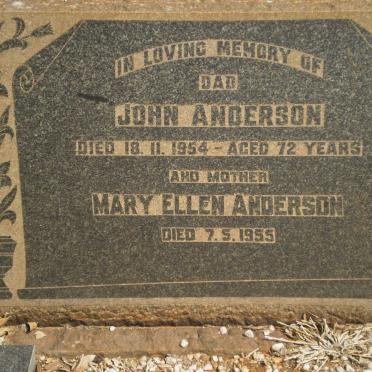 IN LOVING MEMORY OF
DAD
JOHN ANDERSON
DIED 18.11.1954 - AGED 72 YEARS
AND MOTHER
MARY ELLEN ANDERSON
DIED 7.5.1955